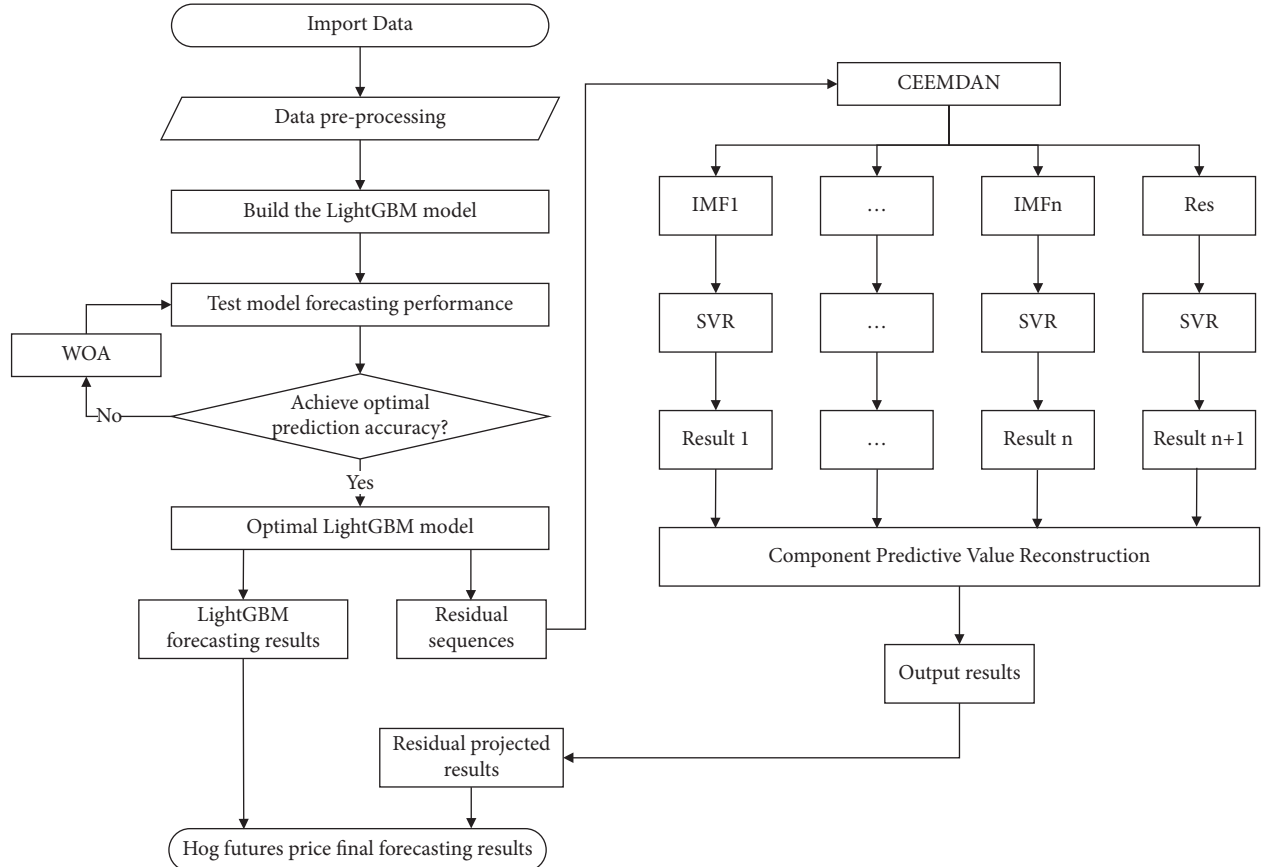 Import Data
Data pre-processing
Build the LightGBM model
Test model forecasting performance
WOA
No
Achieve optimal
prediction accuracy?
Yes
Optimal LightGBM model
LightGBM
forecasting results
Residual
sequences
CEEMDAN
IMF1
...
IMFn
Res
SVR
...
SVR
SVR
Result 1
...
Result n
Result n+1
Component Predictive Value Reconstruction
Output results
Residual projected
results
Hog futures price final forecasting results